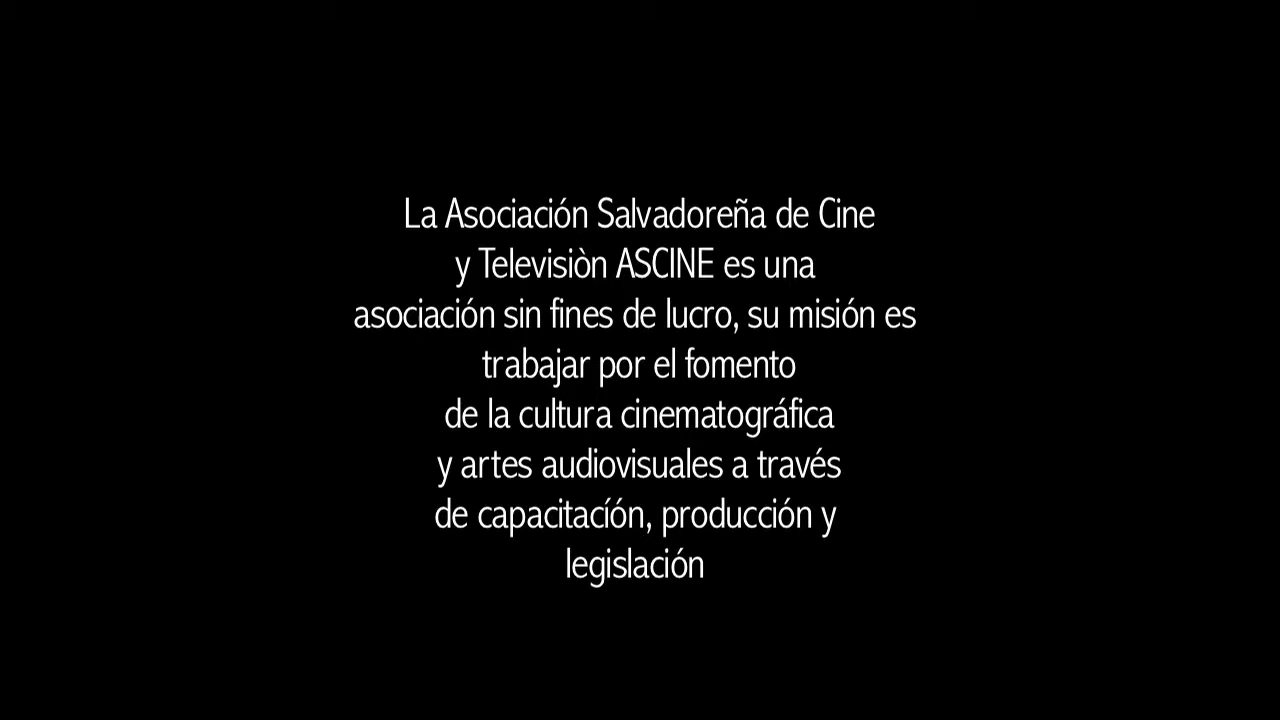 La Asociación Salvadoreña de Cine
y Televisiòn ASCINE es una
asociación sin fines de lucro, su misión es
trabajar por el fomento
de la cultura cinematográfica
y artes audiovisuales a través
de capacitacíón, producción y
legislación